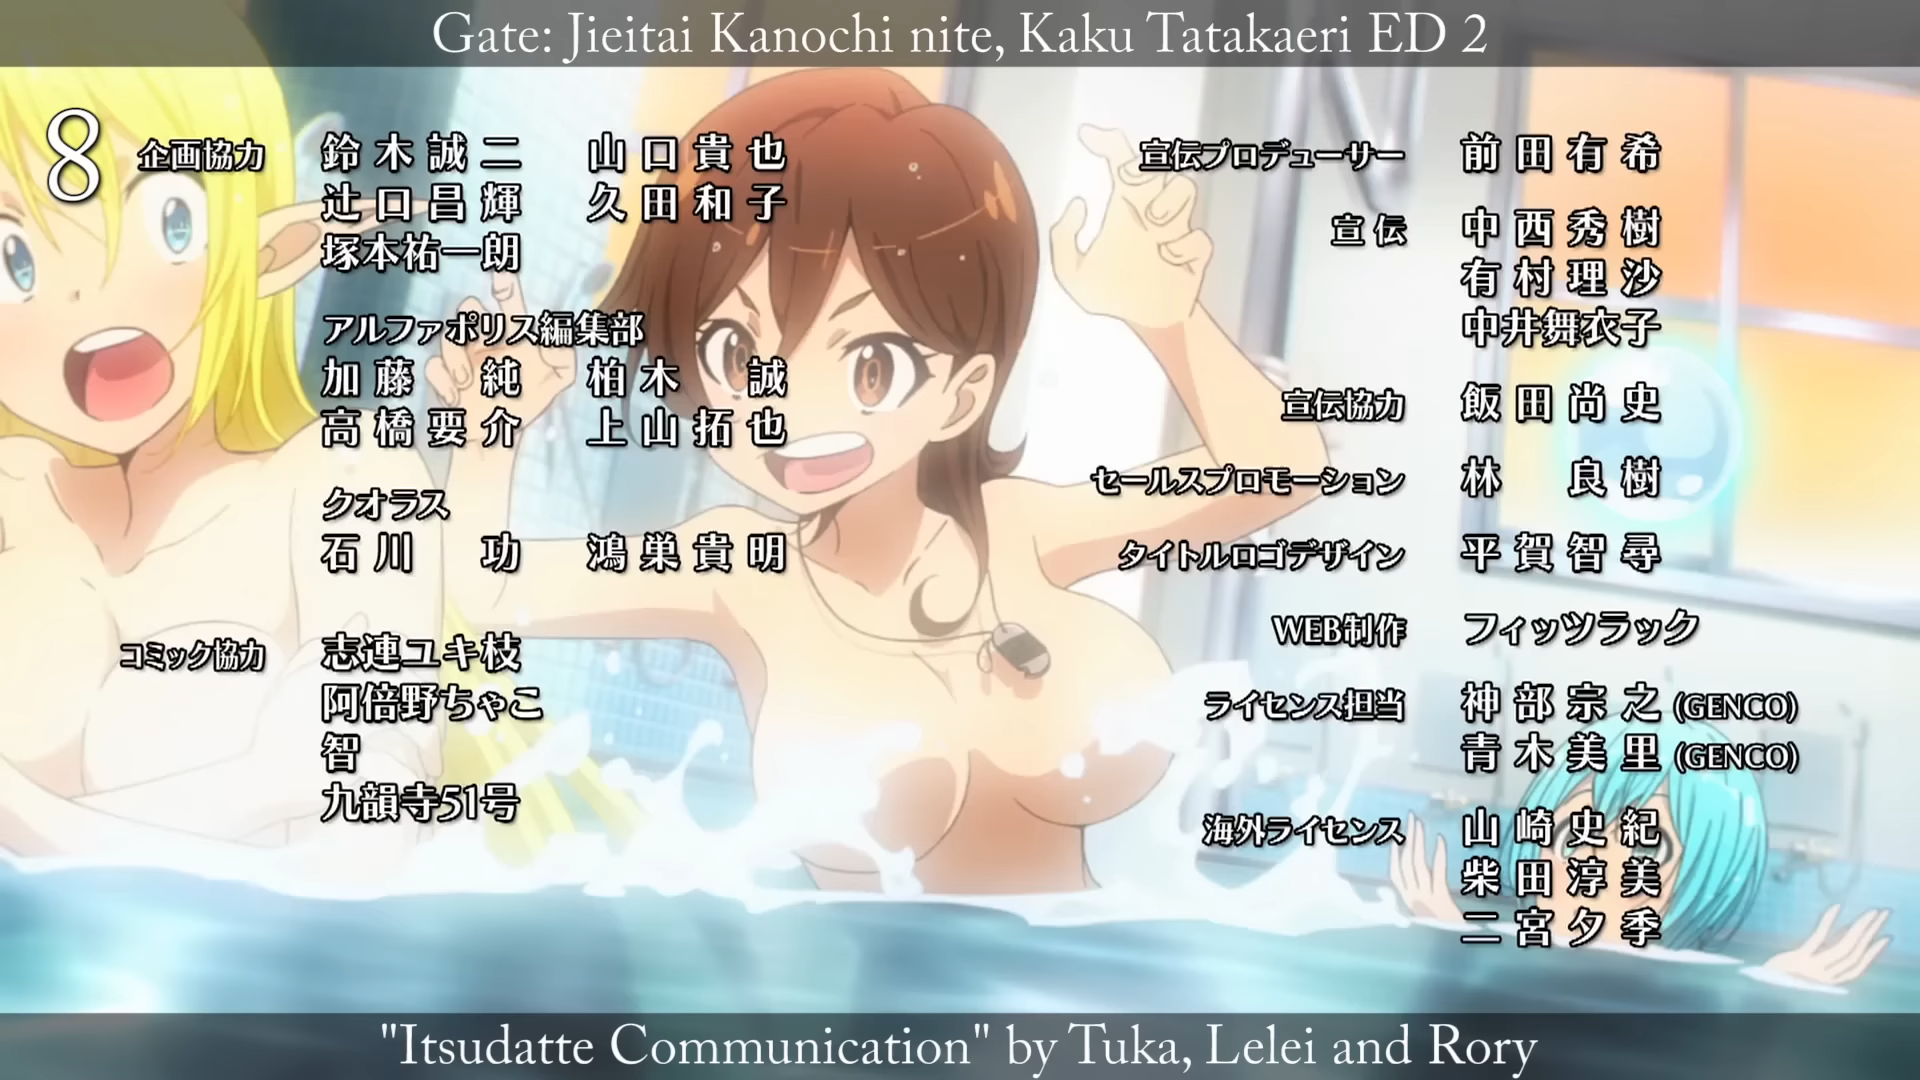 Gate: Jieitai Kanochi nite, Kaku Tatakaeri ED 2
8
企画協力 鈴木誠二 山口貴也
辻口昌輝 久田和子
塚本祐一朗
アルファポリス編集部
加藤 純 柏木 誠
高橋要介 上山拓也
クオラス
石川 功 鴻巣貴明
コミック協力 志連ユキ枝
阿倍野ちゃこ
智
九韻寺51号
宣伝プロデューサー 前田有希
宣伝 中西秀樹
有村理沙
中井舞衣子
宣伝協力 飯田尚史
セールスプロモーション 林 良樹
タイトルロゴデザイン 平賀智尋
WEB制作 フィッツラック
ライセンス担当 神部宗之(GENCO)
青木美里(GENCO)
海外ライセンス 山崎史紀
柴田淳美
二宮夕季
"Itsudatte Communication" by Tuka, Lelei and Rory